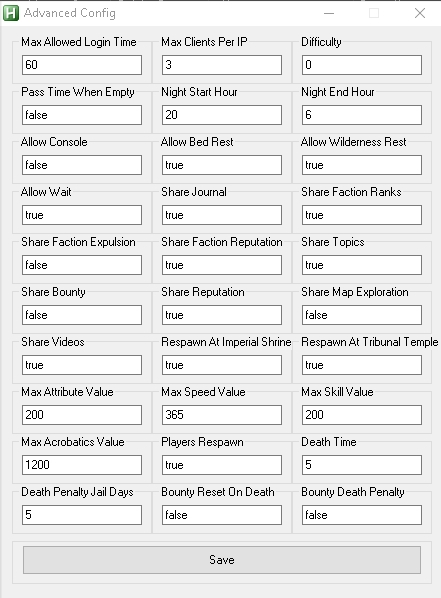 H Advanced Config
Max Allowed Login Time Max Clients Per IP Difficulty
60 3 0
Pass Time When Empty Night Start Hour Night End Hour
false 20 6
Allow Console Allow Bed Rest Allow Wilderness Rest
false true true
Allow Wait Share Journal Share Faction Ranks
true true true
Share Faction Expulsion Share Faction Reputation Share Topics
false true true
Share Bounty Share Reputation Share Map Exploration
false true false
Share Videos Respawn At Imperial Shrine Respawn At Tribunal Temple
true true true
Max Attribute Value Max Speed Value Max Skill Value
200 365 200
Max Acrobatics Value Players Respawn Death Time
1200 true 5
Death Penalty Jail Days Bounty Reset On Death Bounty Death Penalty
5 false false
Save